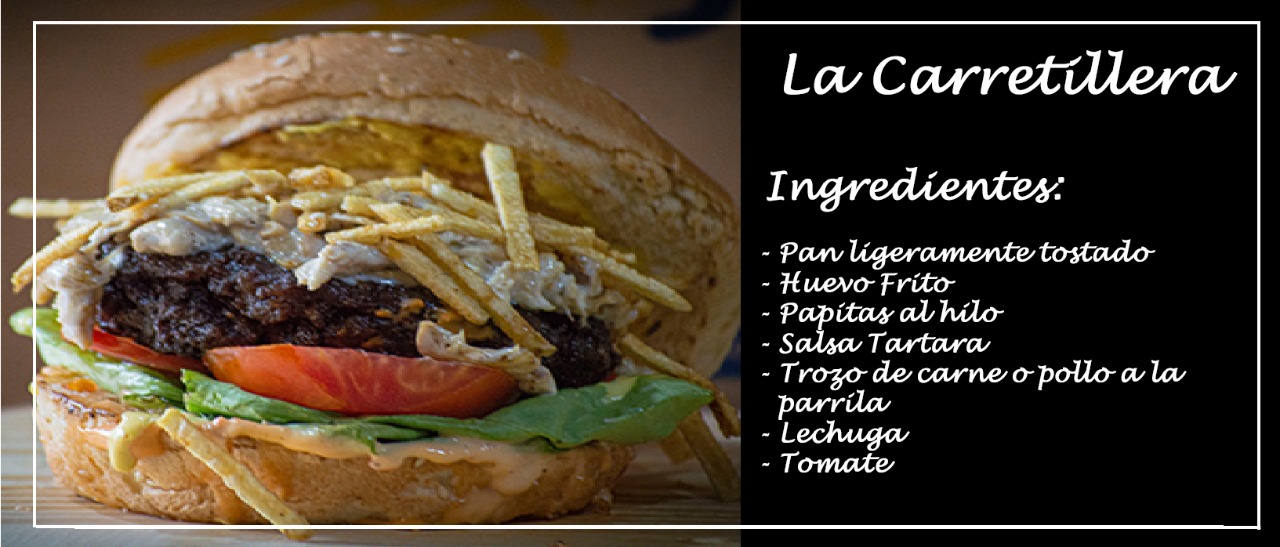 La Carretillera
Ingredientes:
- Pan ligeramente tostado
- Huevo Frito
- Papitas al hilo
- Salsa Tartara
- Trozo de carne o pollo a la
parrila
- Lechuga
- Tomate